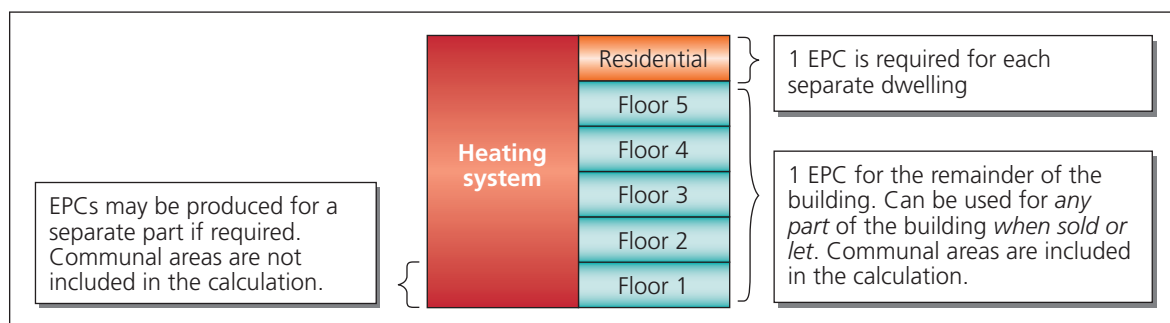 Residential
Floor 5
Floor 4
Floor 3
Floor 2
Floor 1
Heating
system
1 EPC is required for each
separate dwelling
1 EPC for the remainder of the
building. Can be used for any
part of the building when sold or
let. Communal areas are included
in the calculation.
EPCs may be produced for a
separate part if required.
Communal areas are not
included in the calculation.